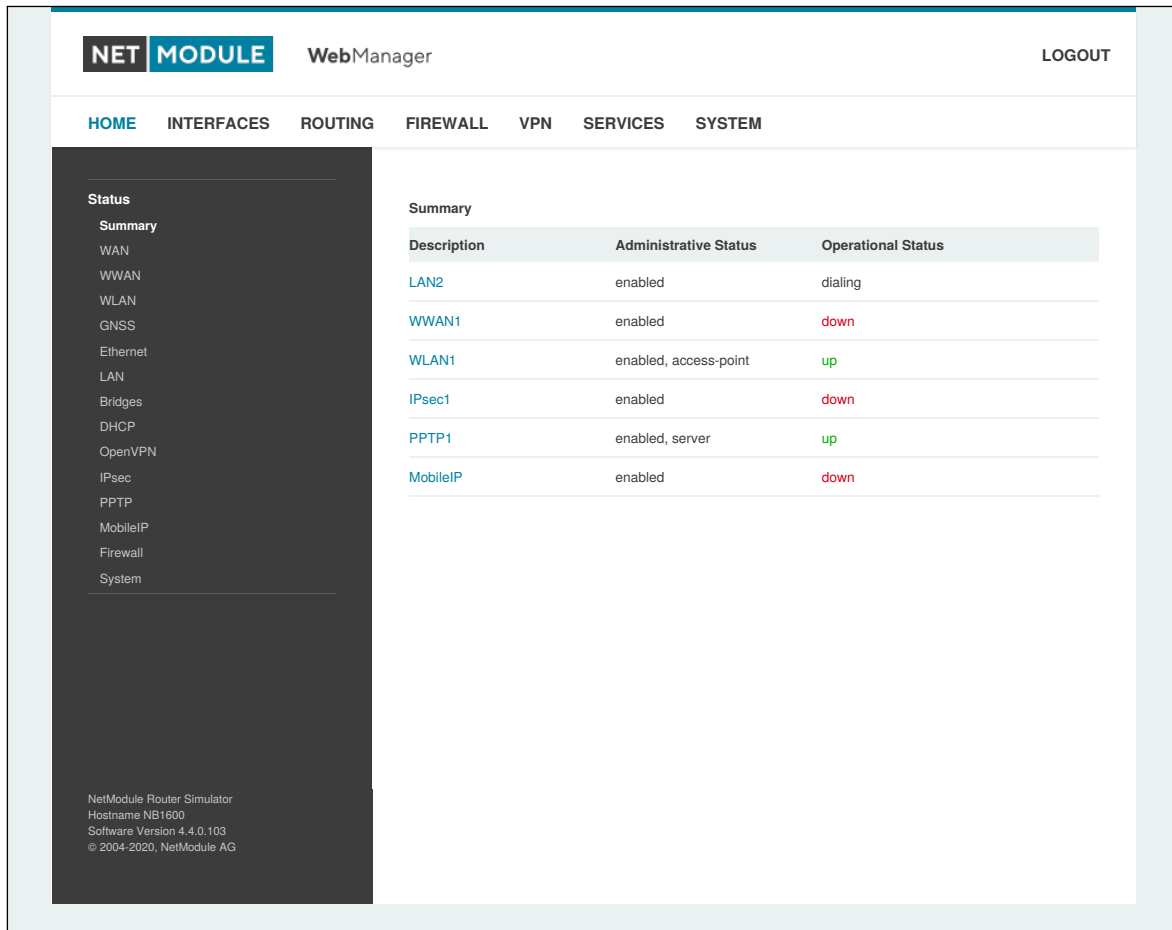 NET MODULE WebManager LOGOUT
HOME INTERFACES ROUTING FIREWALL VPN SERVICES SYSTEM
Status
Summary
WAN
WWAN
WLAN
GNSS
Ethernet
LAN
Bridges
DHCP
OpenVPN
IPsec
PPTP
MobileIP
Firewall
System
NetModule Router Simulator
Hostname NB1600
Software Version 4.4.0.103
© 2004-2020, NetModule AG
Summary
Description Administrative Status Operational Status
LAN2 enabled dialing
WWAN1 enabled down
WLAN1 enabled, access-point up
IPsec1 enabled down
PPTP1 enabled, server up
MobileIP enabled down